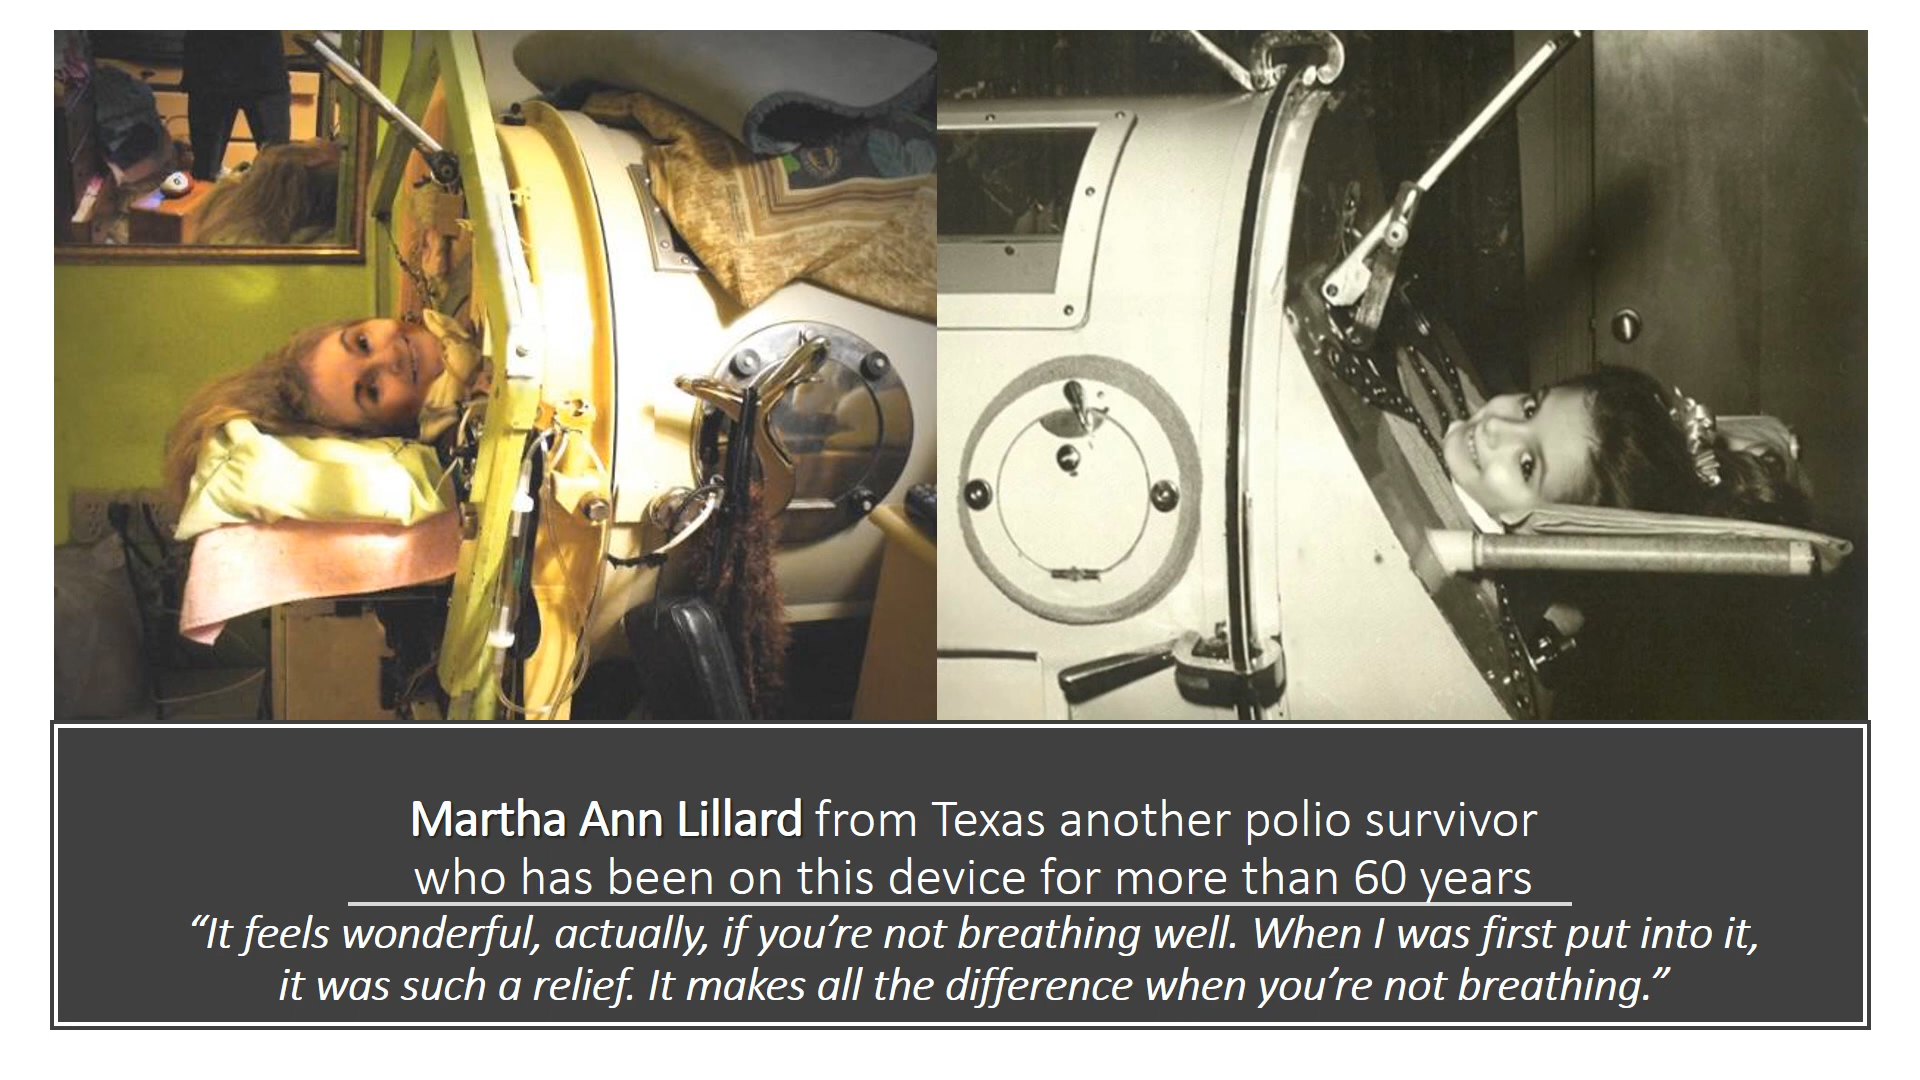 Martha Ann Lillard from Texas another polio survivor
who has been on this device for more than 60 years
“It feels wonderful, actually, if you’re not breathing well. When I was first put into it,
it was such a relief. It makes all the difference when you’re not breathing.”